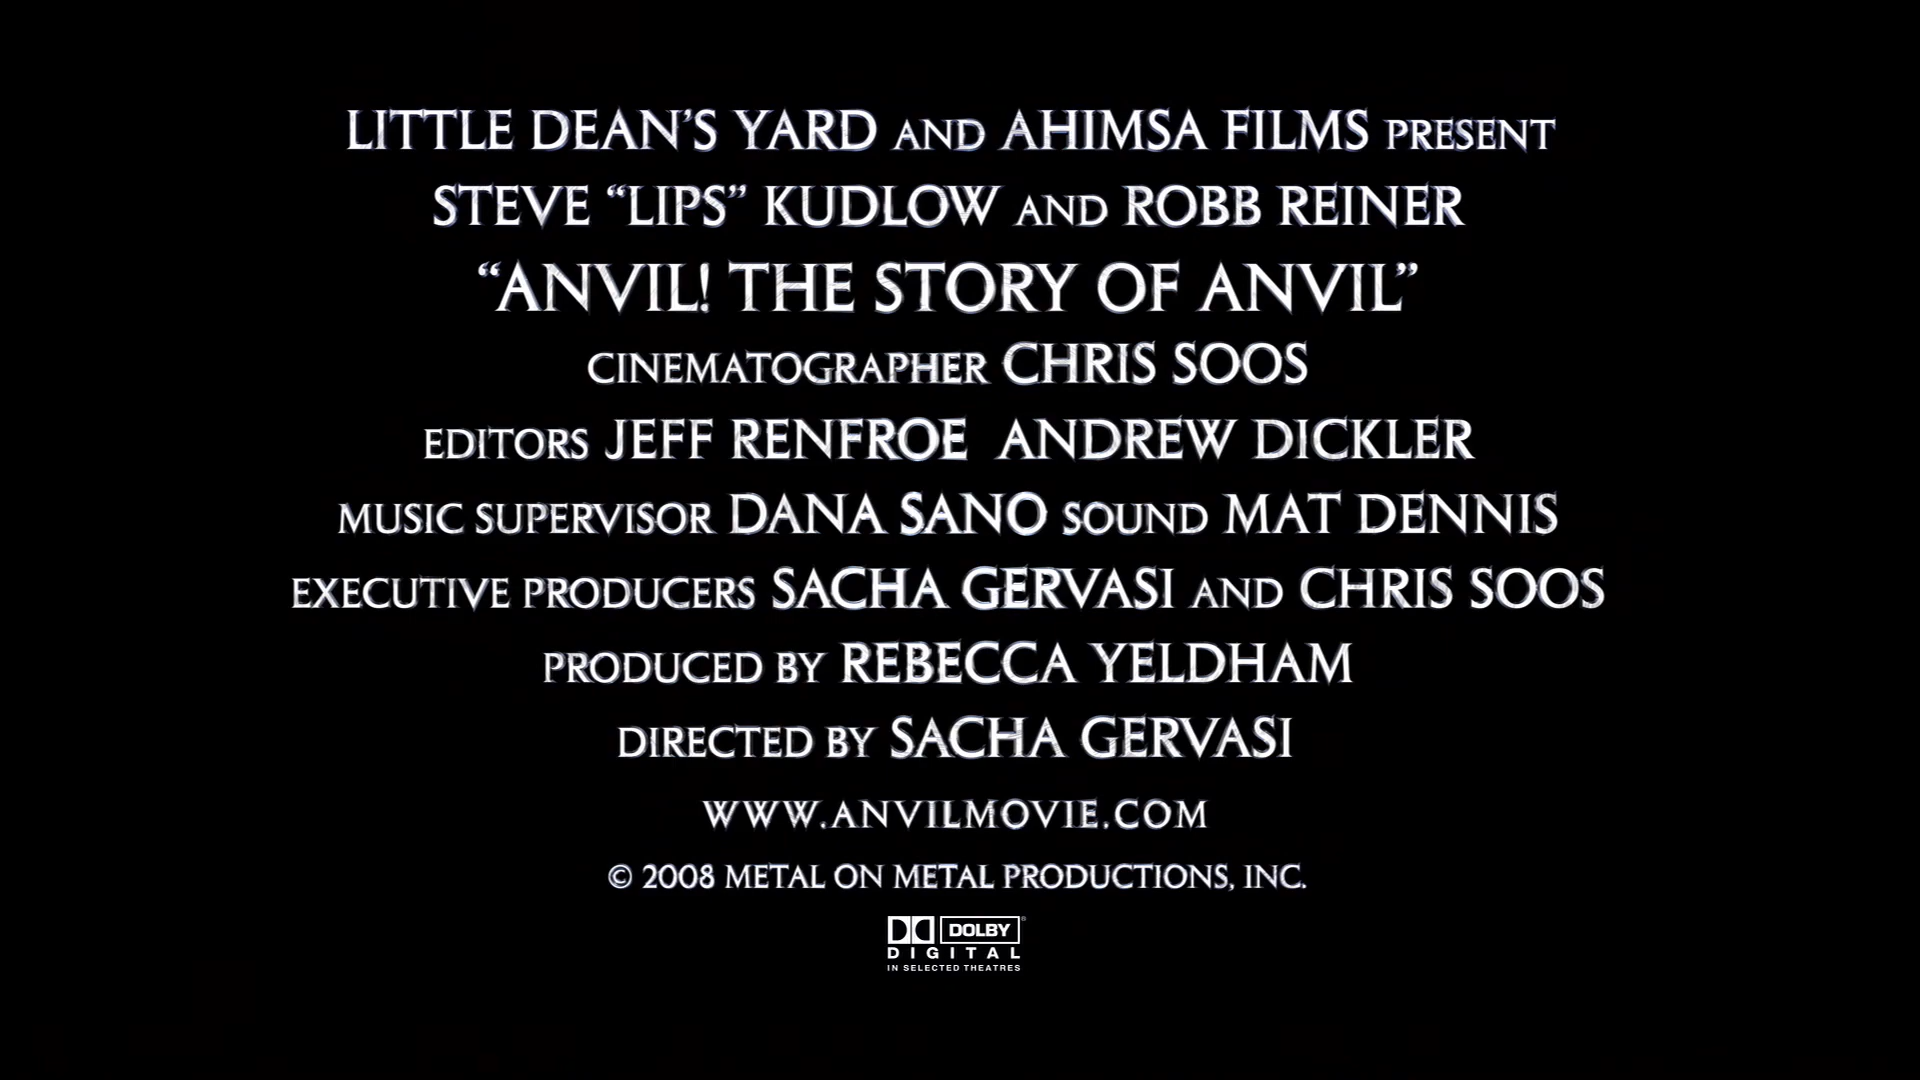 LITTLE DEAN'S YARD AND AHIMSA FILMS PRESENT
STEVE “LIPS” KUDLOW AND ROBB REINER
“ANVIL! THE STORY OF ANVIL”
CINEMATOGRAPHER CHRIS SOOS
EDITORS JEFF RENFROE ANDREW DICKLER
MUSIC SUPERVISOR DANA SANO SOUND MAT DENNIS
EXECUTIVE PRODUCERS SACHA GERVASI AND CHRIS SOOS
PRODUCED BY REBECCA YELDHAM
DIRECTED BY SACHA GERVASI
WWW.ANVILMOVIE.COM
© 2008 METAL ON METAL PRODUCTIONS, INC.
DOLBY®
DIGITAL
IN SELECTED THEATRES